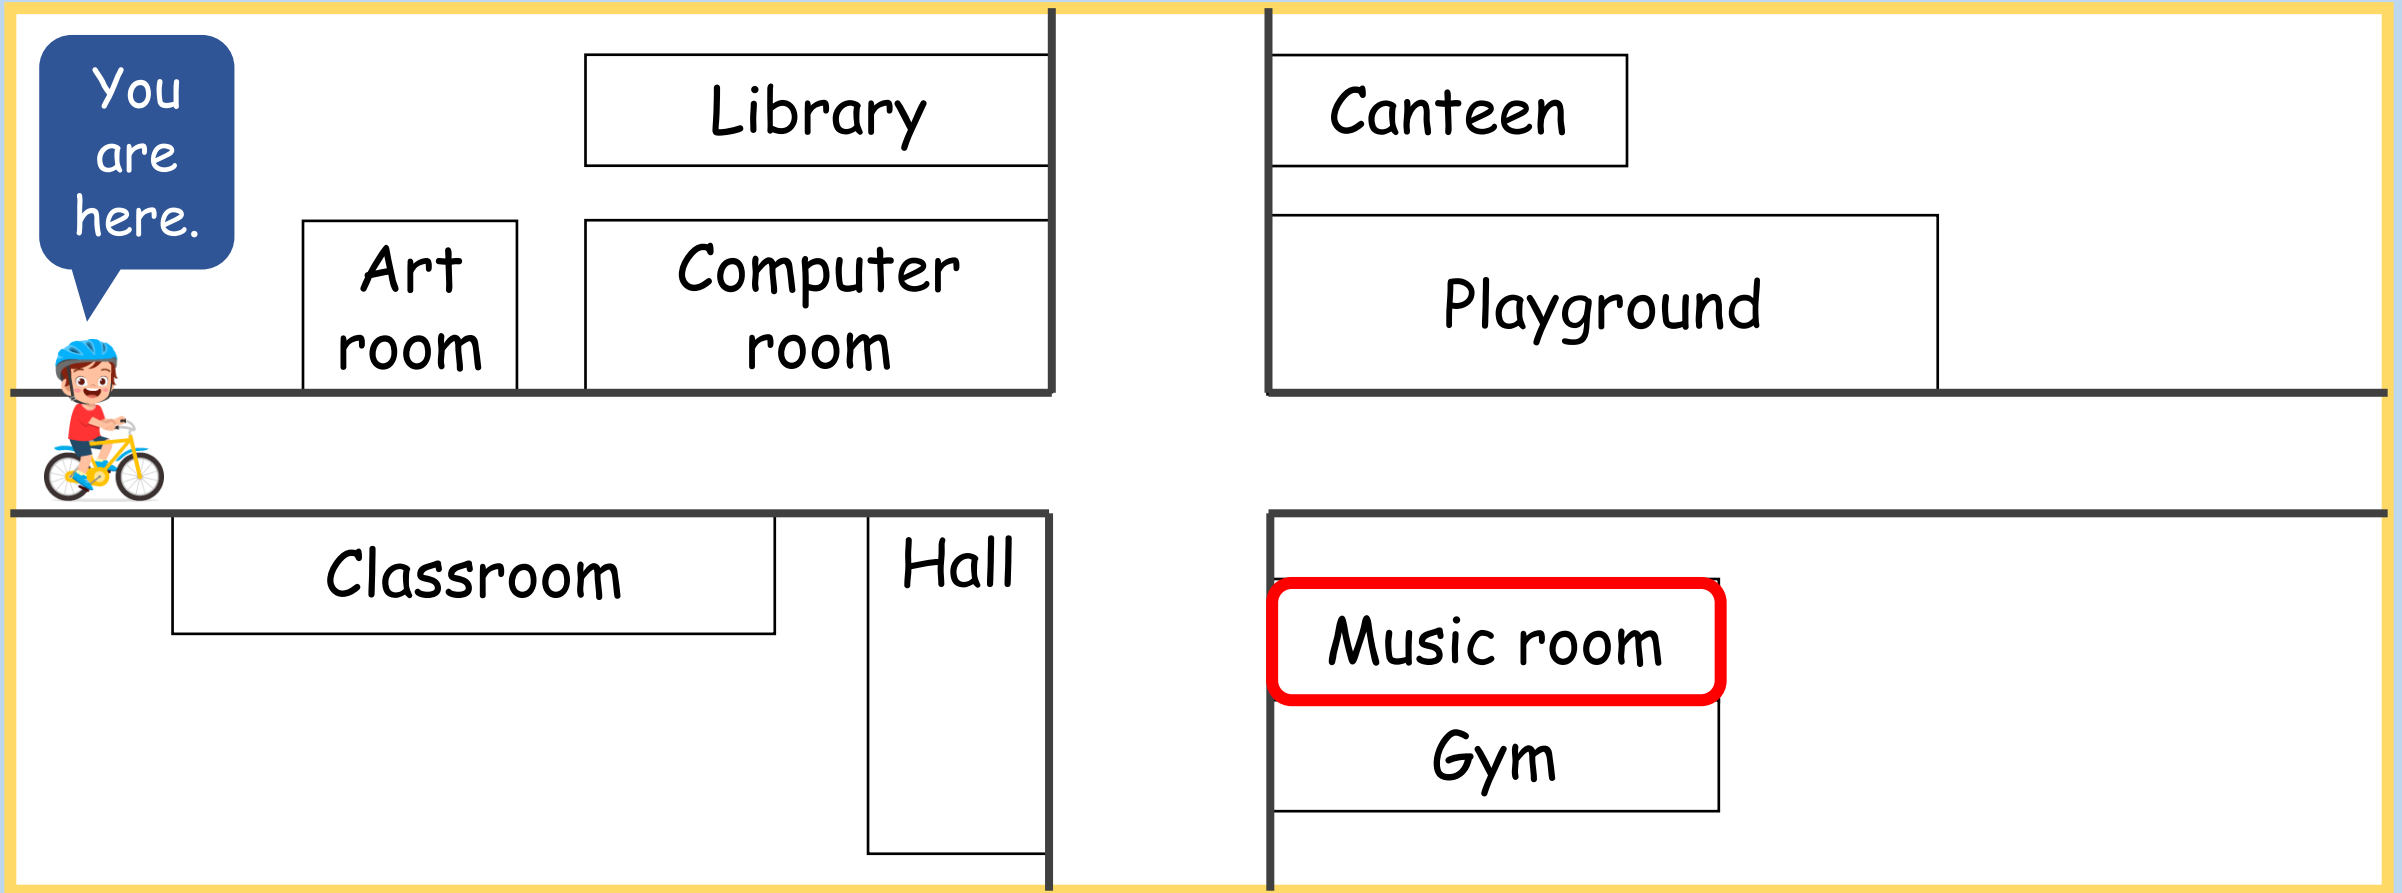 You
are
here.
Library
Canteen
Art
room
Computer
room
Playground
Classroom
Hall
Music room
Gym